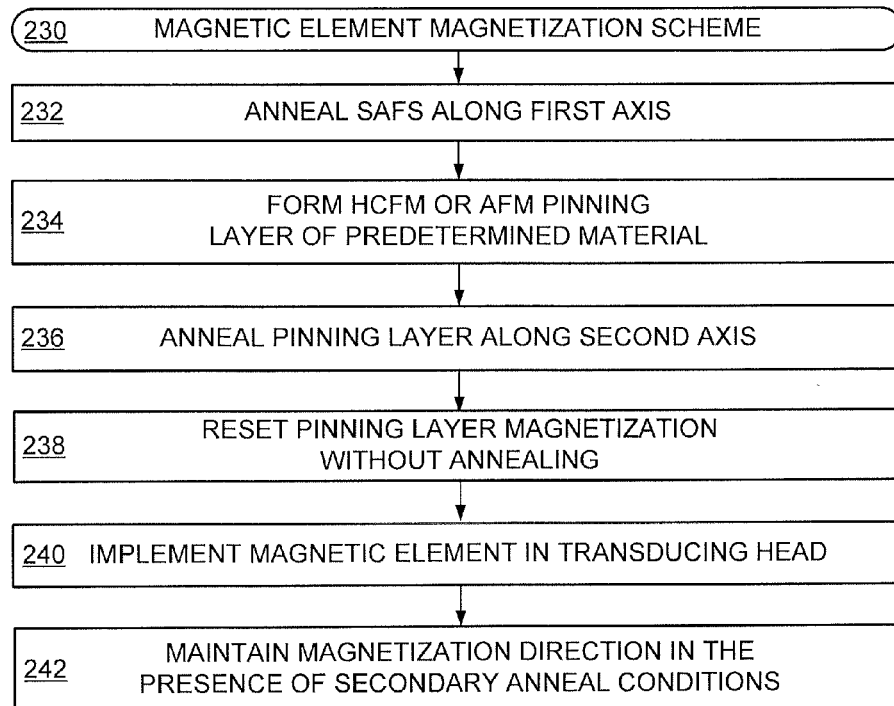 230 MAGNETIC ELEMENT MAGNETIZATION SCHEME
232 ANNEAL SAFS ALONG FIRST AXIS
234 FORM HCFM OR AFM PINNING
LAYER OF PREDETERMINED MATERIAL
236 ANNEAL PINNING LAYER ALONG SECOND AXIS
238 RESET PINNING LAYER MAGNETIZATION
WITHOUT ANNEALING
240 IMPLEMENT MAGNETIC ELEMENT IN TRANSDUCING HEAD
242 MAINTAIN MAGNETIZATION DIRECTION IN THE
PRESENCE OF SECONDARY ANNEAL CONDITIONS